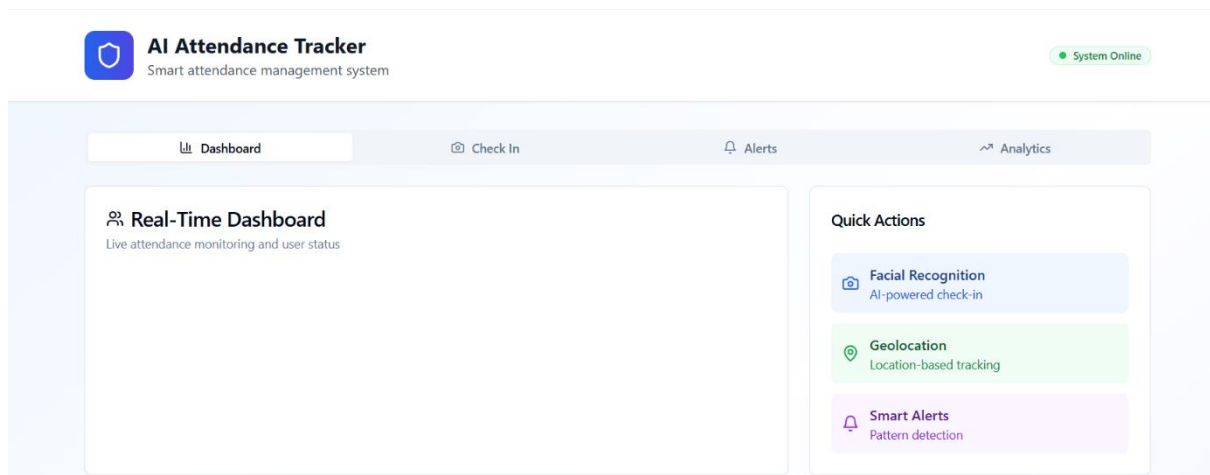 AI Attendance Tracker
Smart attendance management system
System Online
Dashboard
Check In
Alerts
Analytics
Real-Time Dashboard
Live attendance monitoring and user status
Quick Actions
Facial Recognition
AI-powered check-in
Geolocation
Location-based tracking
Smart Alerts
Pattern detection